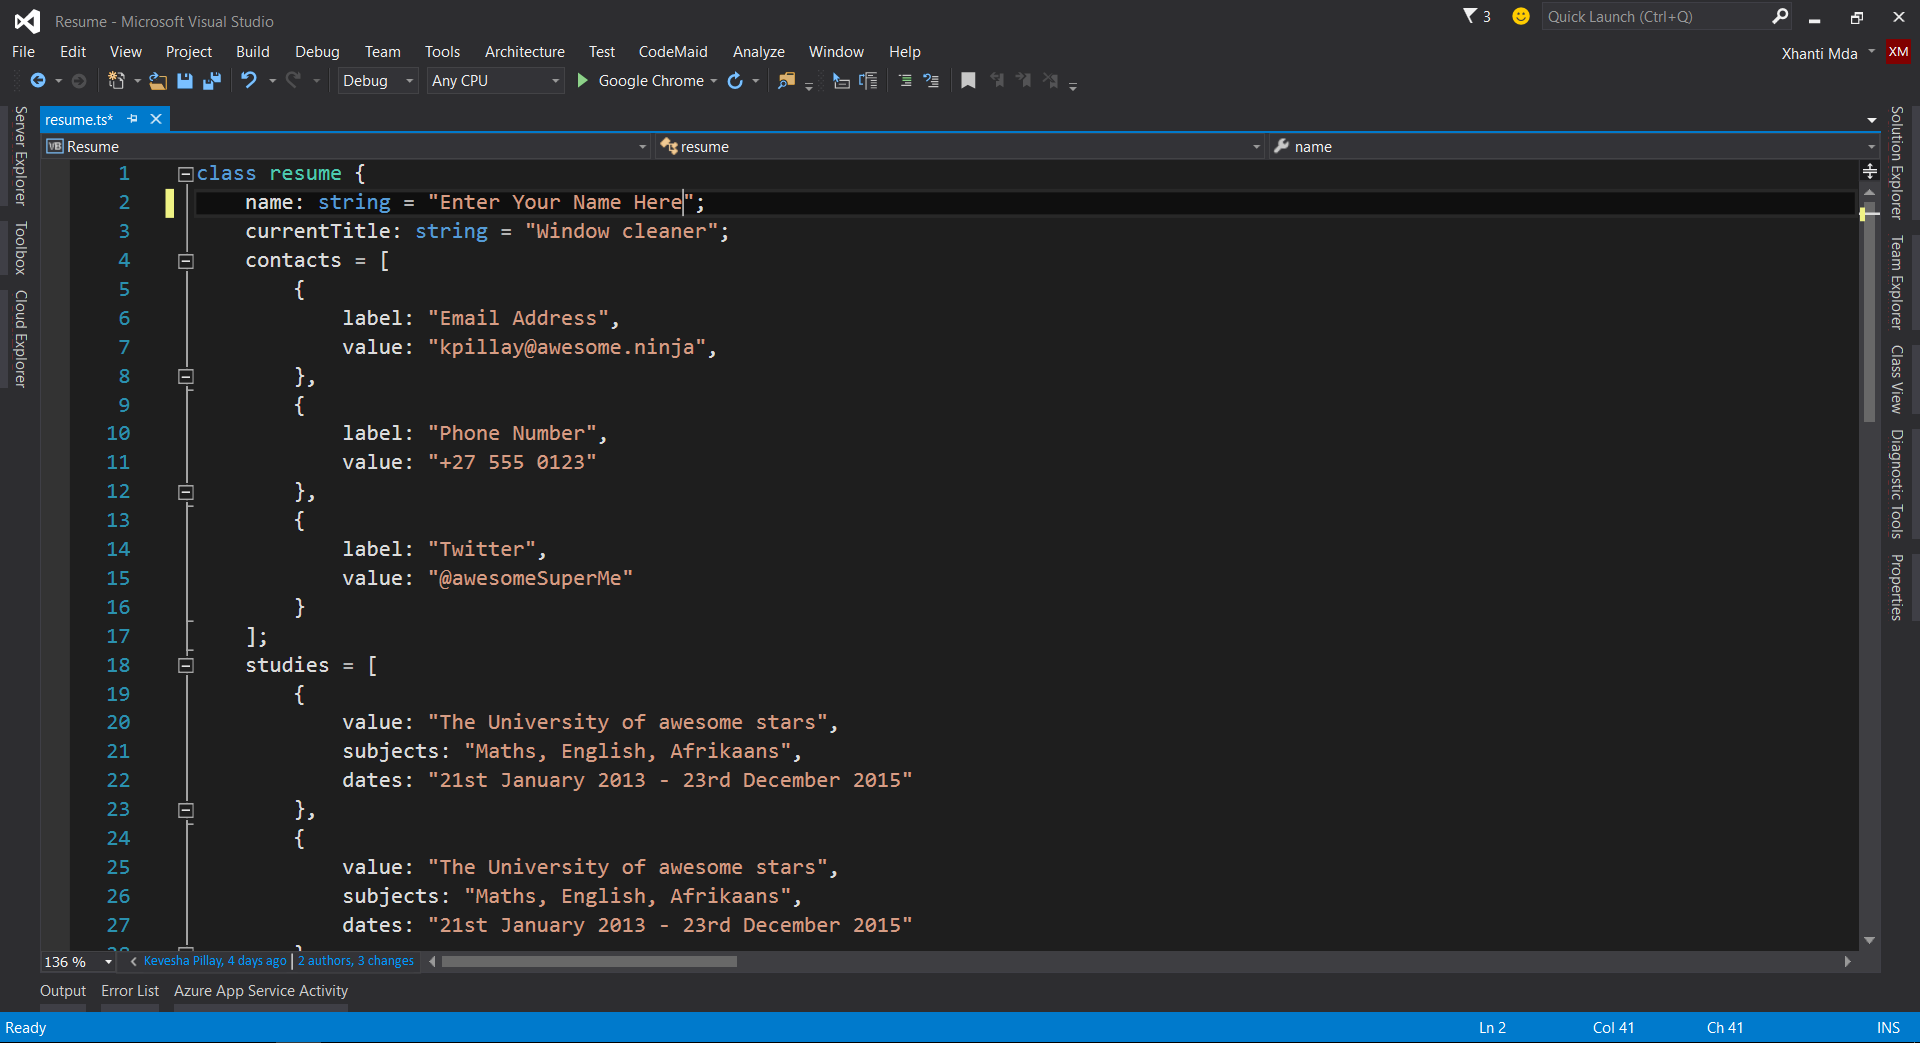 Resume - Microsoft Visual Studio
3
Quick Launch (Ctrl+Q)
File Edit View Project Build Debug Team Tools Architecture Test CodeMaid Analyze Window Help
Xhanti Mda XM
Debug Any CPU Google Chrome
Server Explorer
Toolbox
Cloud Explorer
resume.ts*
VB Resume resume name
1 class resume {
2 name: string = "Enter Your Name Here";
3 currentTitle: string = "Window cleaner";
4 contacts = [
5 {
6 label: "Email Address",
7 value: "kpillay@awesome.ninja",
8 },
9 {
10 label: "Phone Number",
11 value: "+27 555 0123"
12 },
13 {
14 label: "Twitter",
15 value: "@awesomeSuperMe"
16 }
17 ];
18 studies = [
19 {
20 value: "The University of awesome stars",
21 subjects: "Maths, English, Afrikaans",
22 dates: "21st January 2013 - 23rd December 2015"
23 },
24 {
25 value: "The University of awesome stars",
26 subjects: "Maths, English, Afrikaans",
27 dates: "21st January 2013 - 23rd December 2015"
Solution Explorer
Team Explorer
Class View
Diagnostic Tools
Properties
136 % Kevesha Pillay, 4 days ago | 2 authors, 3 changes
Output Error List Azure App Service Activity
Ready Ln 2 Col 41 Ch 41 INS